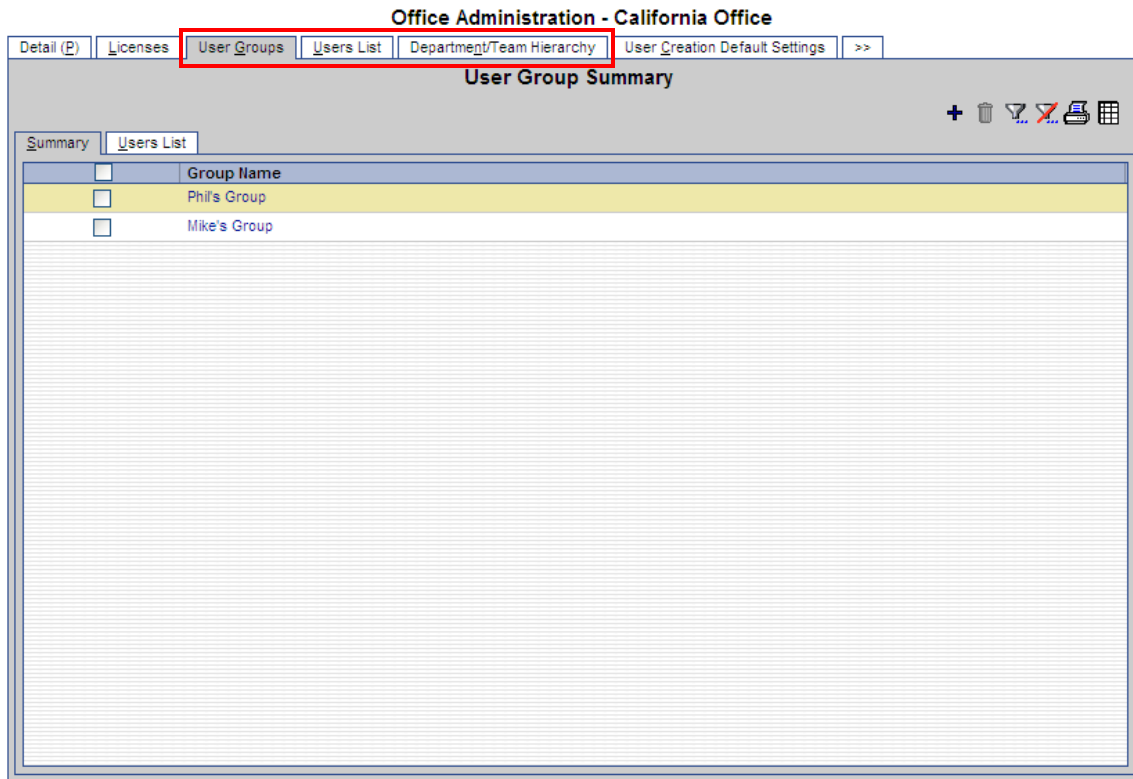 Office Administration - California Office
Detail (P) Licenses User Groups Users List Department/Team Hierarchy User Creation Default Settings >>
User Group Summary
Summary Users List
Group Name
Phil's Group
Mike's Group